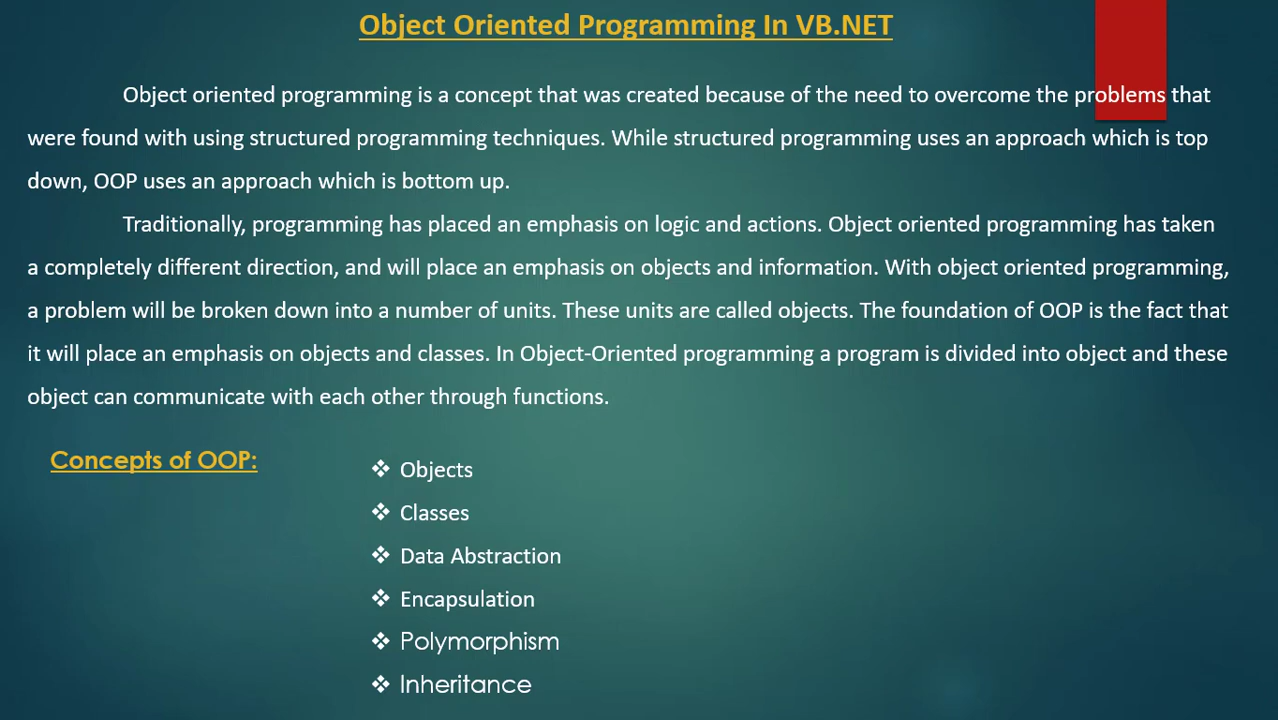 Object Oriented Programming In VB.NET
Object oriented programming is a concept that was created because of the need to overcome the problems that
were found with using structured programming techniques. While structured programming uses an approach which is top
down, OOP uses an approach which is bottom up.
Traditionally, programming has placed an emphasis on logic and actions. Object oriented programming has taken
a completely different direction, and will place an emphasis on objects and information. With object oriented programming,
a problem will be broken down into a number of units. These units are called objects. The foundation of OOP is the fact that
it will place an emphasis on objects and classes. In Object-Oriented programming a program is divided into object and these
object can communicate with each other through functions.
Concepts of OOP:
❖ Objects
❖ Classes
❖ Data Abstraction
❖ Encapsulation
❖ Polymorphism
❖ Inheritance